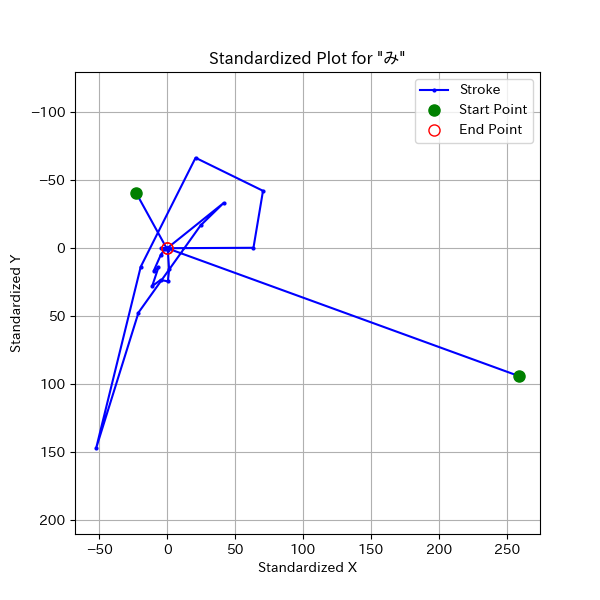 Standardized Plot for "み"
Stroke
Start Point
End Point
−100
−50
0
50
100
150
200
Standardized Y
−50
0
50
100
150
200
250
Standardized X